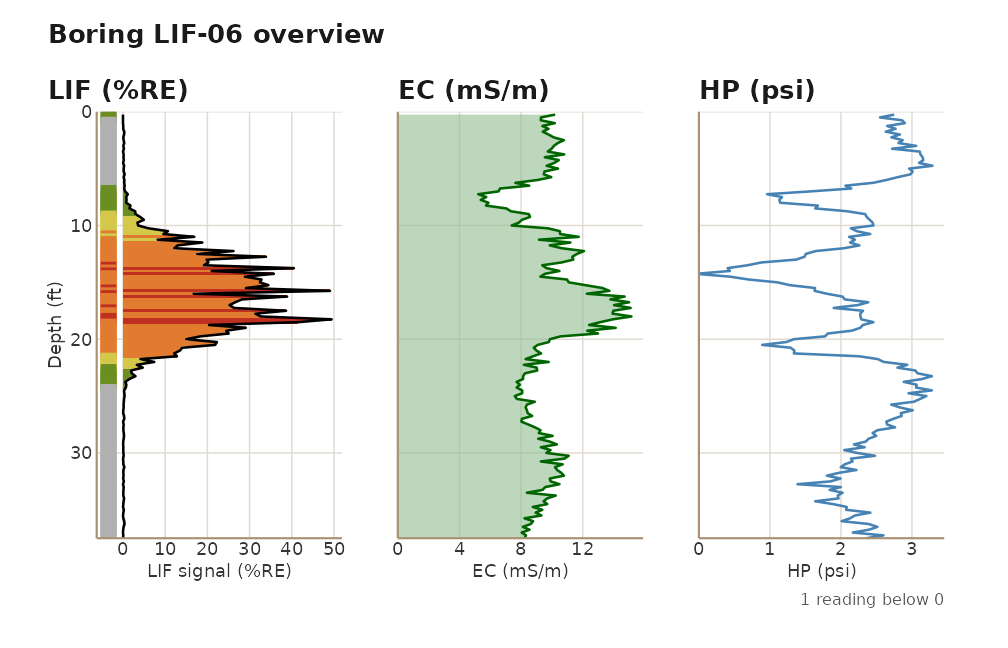 Boring LIF-06 overview
LIF (%RE)
EC (mS/m)
HP (psi)
Depth (ft)
0
10
20
30
0 10 20 30 40 50
0 4 8 12
0 1 2 3
LIF signal (%RE)
EC (mS/m)
HP (psi)
1 reading below 0